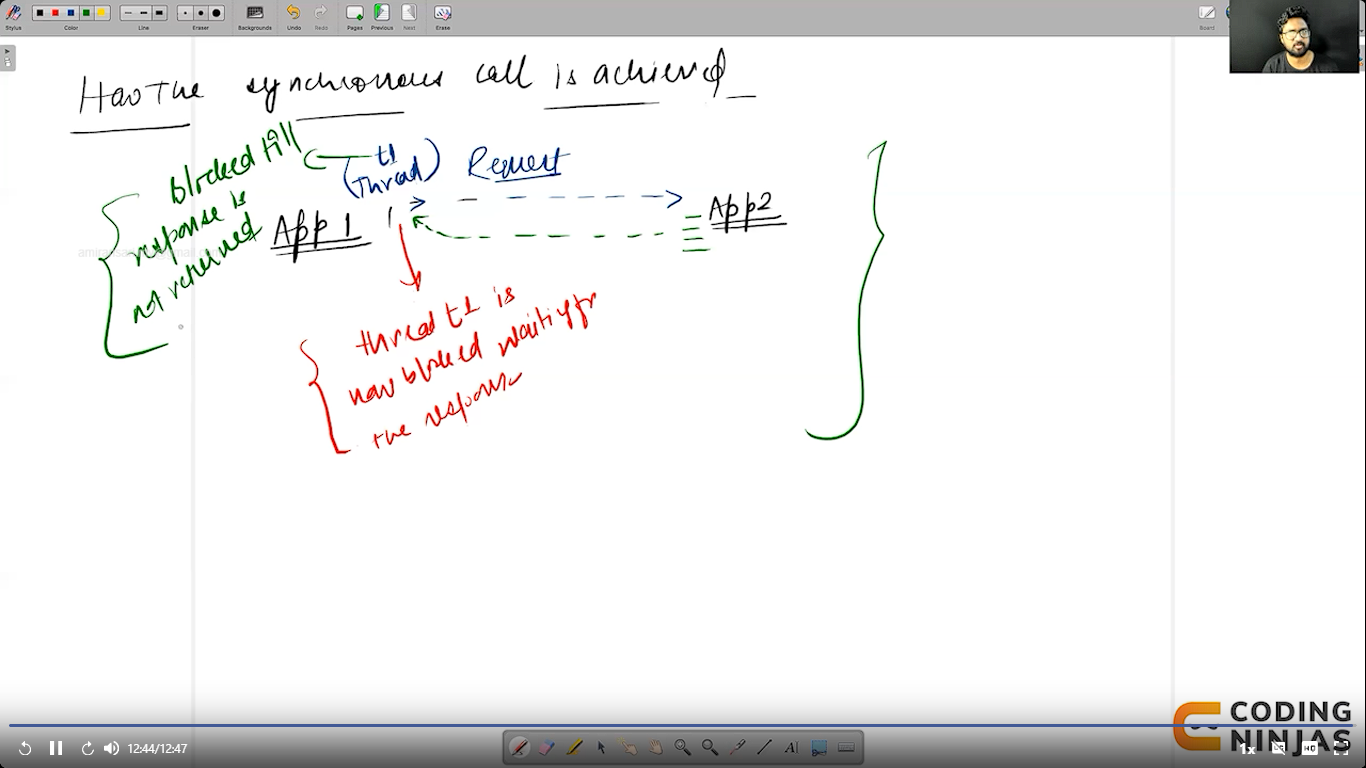 Stylus
Color
Line
Eraser
Backgrounds
Undo
Redo
Pages
Previous
Next
Erase
Board
How the synchronous call is achieved
blocked till
response is
not returned
t1
(Thread)
Request
App 1
App2
thread t1 is
now blocked waiting for
the response
12:44/12:47
1x
HD
CODING
NINJAS